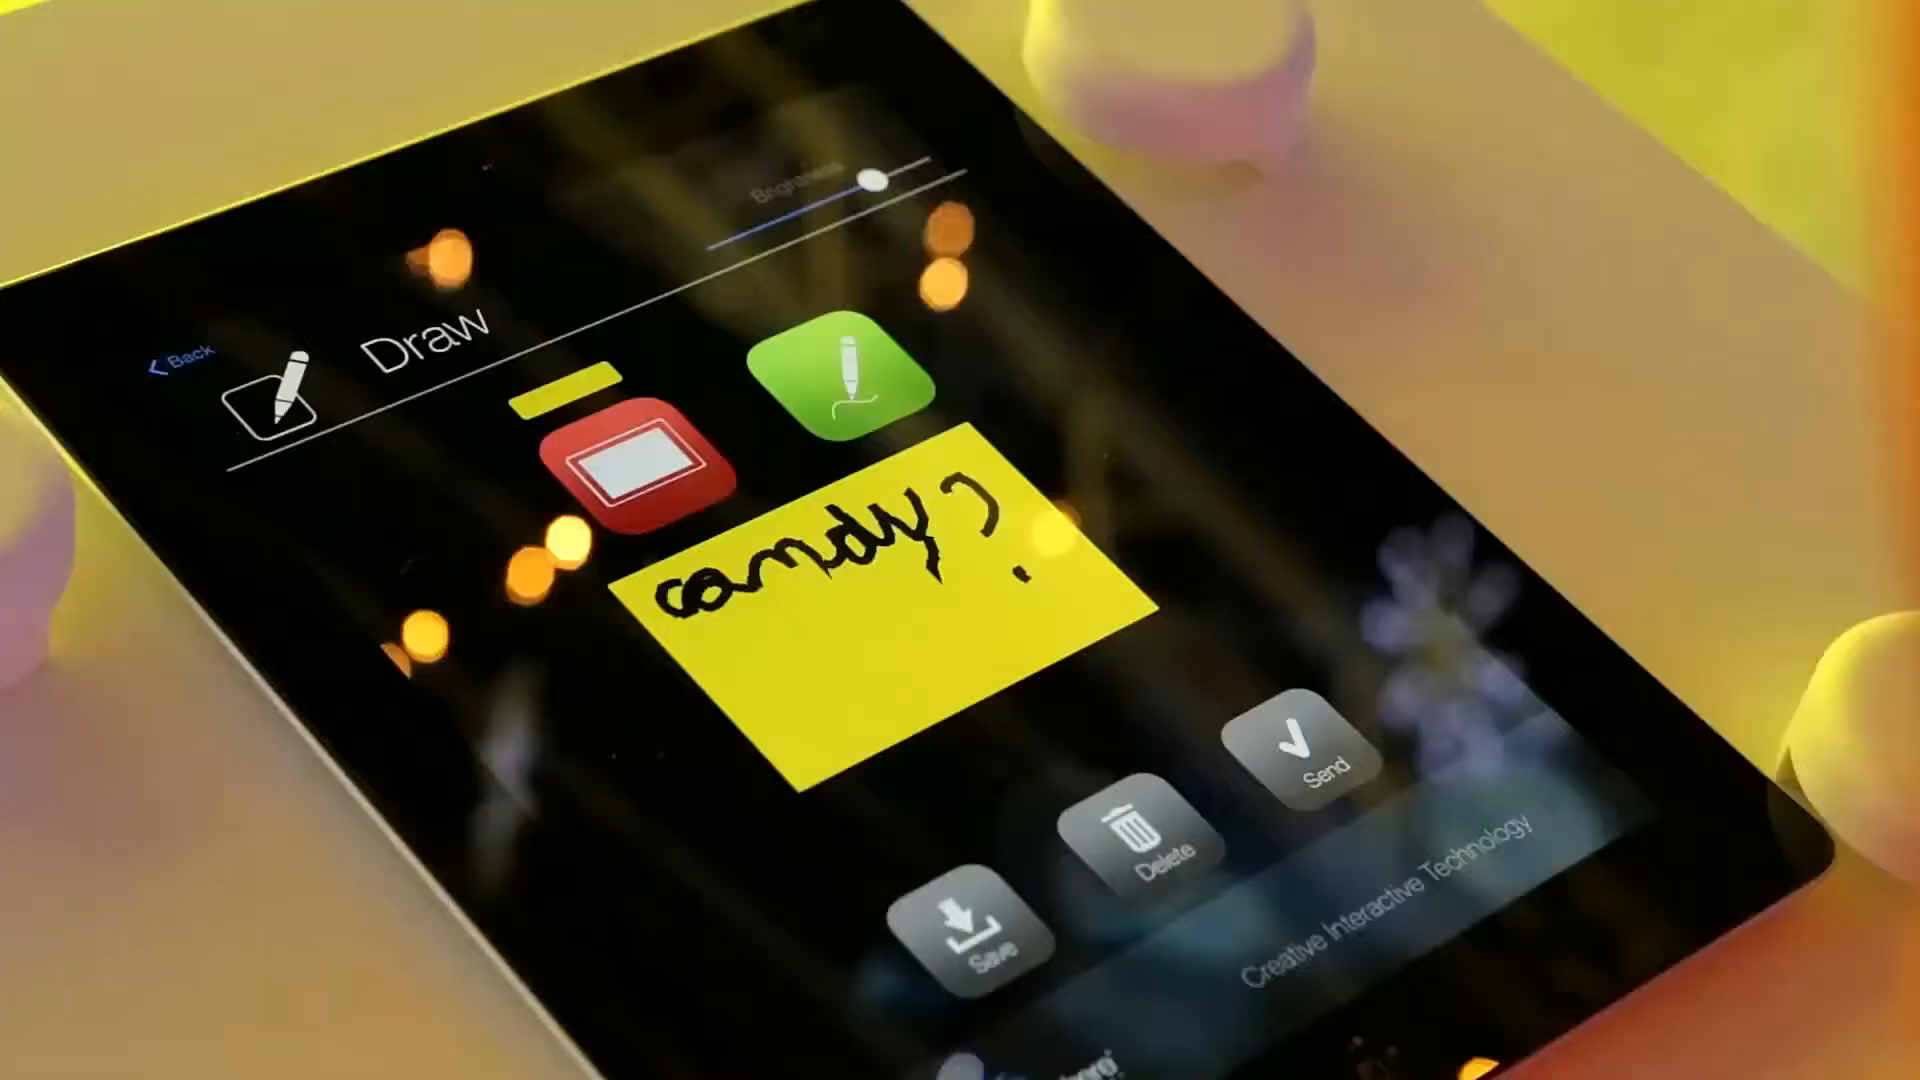 Brightness
Back
Draw
candy?
Send
Delete
Save
Creative Interactive Technology